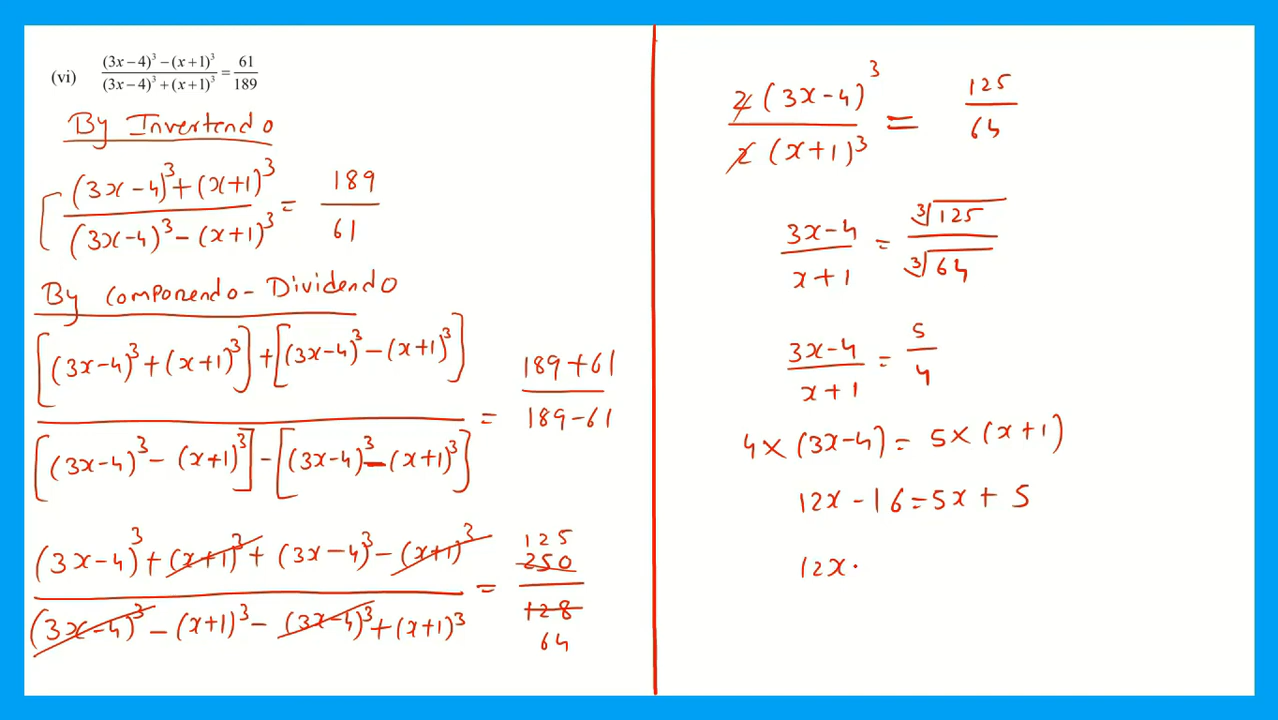 (vi) ((3x−4)³−(x+1)³)/((3x−4)³+(x+1)³) = 61/189
By Invertendo
((3x−4)³+(x+1)³)/((3x−4)³−(x+1)³) = 189/61
By Componendo-Dividendo
([(3x−4)³+(x+1)³]+[(3x−4)³−(x+1)³])/([(3x−4)³−(x+1)³]−[(3x−4)³−(x+1)³]) = (189+61)/(189−61)
125
((3x−4)³+(x+1)³+(3x−4)³−(x+1)³)/((3x−4)³−(x+1)³−(3x−4)³+(x+1)³) = 250/128
64
2(3x−4)³/2(x+1)³ = 125/64
(3x−4)/(x+1) = ∛125/∛64
(3x−4)/(x+1) = 5/4
4×(3x−4)=5×(x+1)
12x−16=5x+5
12x·